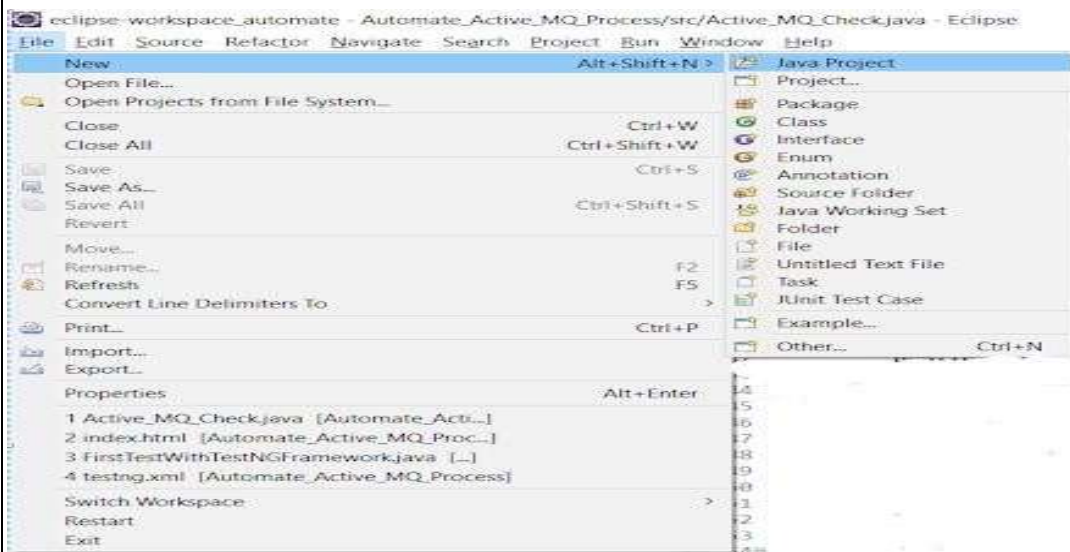 eclipse-workspace_automate - Automate_Active_MQ_Process/src/Active_MQ_Check.java - Eclipse
File Edit Source Refactor Navigate Search Project Run Window Help
New Alt+Shift+N >
Open File...
Open Projects from File System...
Close Ctrl+W
Close All Ctrl+Shift+W
Save Ctrl+S
Save As...
Save All Ctrl+Shift+S
Revert
Move...
Rename... F2
Refresh F5
Convert Line Delimiters To >
Print... Ctrl+P
Import...
Export...
Properties Alt+Enter
1 Active_MQ_Check.java [Automate_Acti...]
2 index.html [Automate_Active_MQ_Proc...]
3 FirstTestWithTestNGFramework.java [...]
4 testng.xml [Automate_Active_MQ_Process]
Switch Workspace >
Restart
Exit
Java Project
Project...
Package
Class
Interface
Enum
Annotation
Source Folder
Java Working Set
Folder
File
Untitled Text File
Task
JUnit Test Case
Example...
Other... Ctrl+N